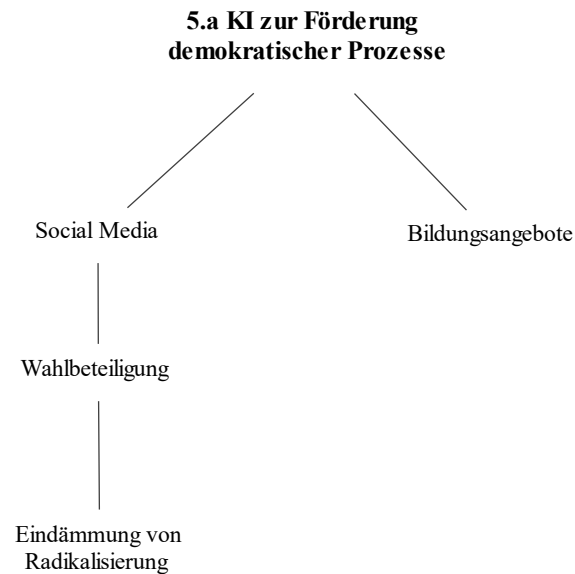 5.a KI zur Förderung
demokratischer Prozesse
Social Media
Bildungsangebote
Wahlbeteiligung
Eindämmung von
Radikalisierung